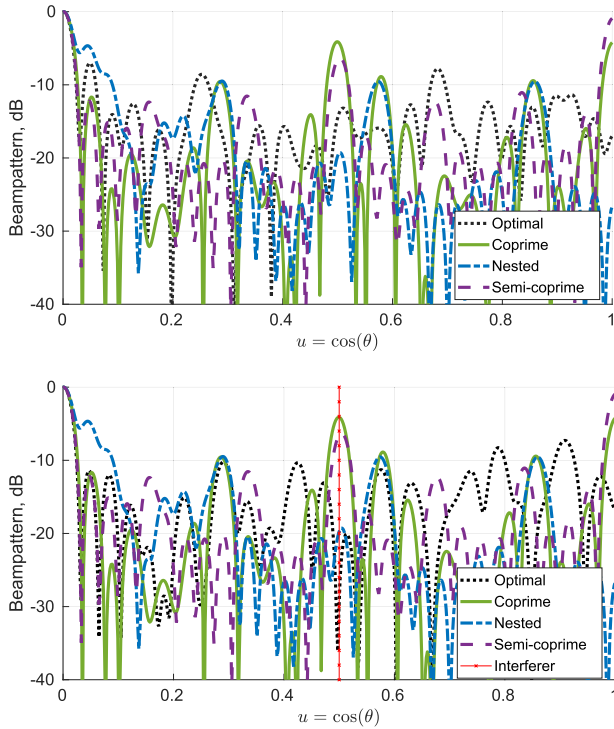 0
-10
-20
-30
-40
Beampattern, dB
Optimal
Coprime
Nested
Semi-coprime
0 0.2 0.4 0.6 0.8 1
u = cos(θ)
0
-10
-20
-30
-40
Beampattern, dB
Optimal
Coprime
Nested
Semi-coprime
Interferer
0 0.2 0.4 0.6 0.8 1
u = cos(θ)